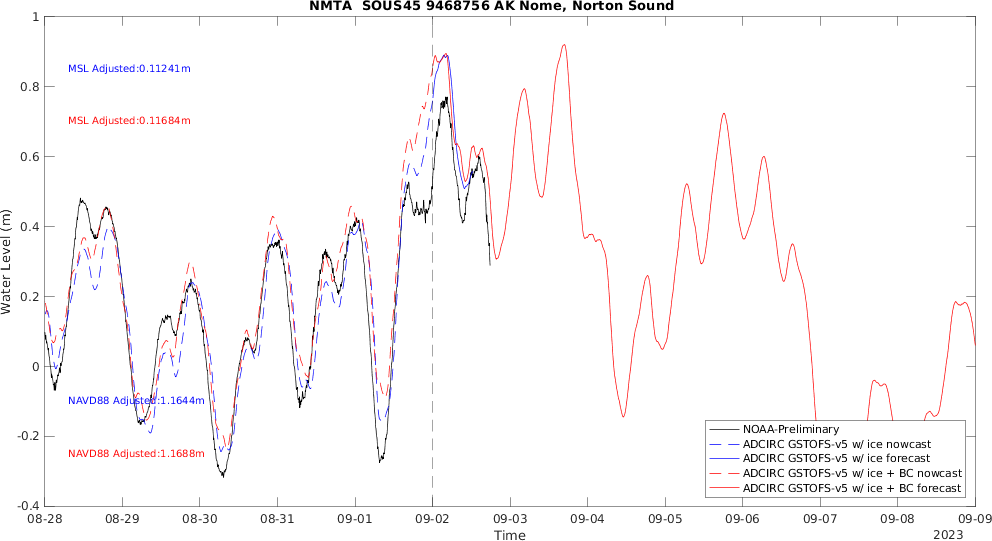 NMTA SOUS45 9468756 AK Nome, Norton Sound
1
0.8
0.6
0.4
0.2
0
-0.2
-0.4
Water Level (m)
MSL Adjusted:0.11241m
MSL Adjusted:0.11684m
NAVD88 Adjusted:1.1644m
NAVD88 Adjusted:1.1688m
NOAA-Preliminary
ADCIRC GSTOFS-v5 w/ ice nowcast
ADCIRC GSTOFS-v5 w/ ice forecast
ADCIRC GSTOFS-v5 w/ ice + BC nowcast
ADCIRC GSTOFS-v5 w/ ice + BC forecast
08-28 08-29 08-30 08-31 09-01 09-02 09-03 09-04 09-05 09-06 09-07 09-08 09-09
Time
2023